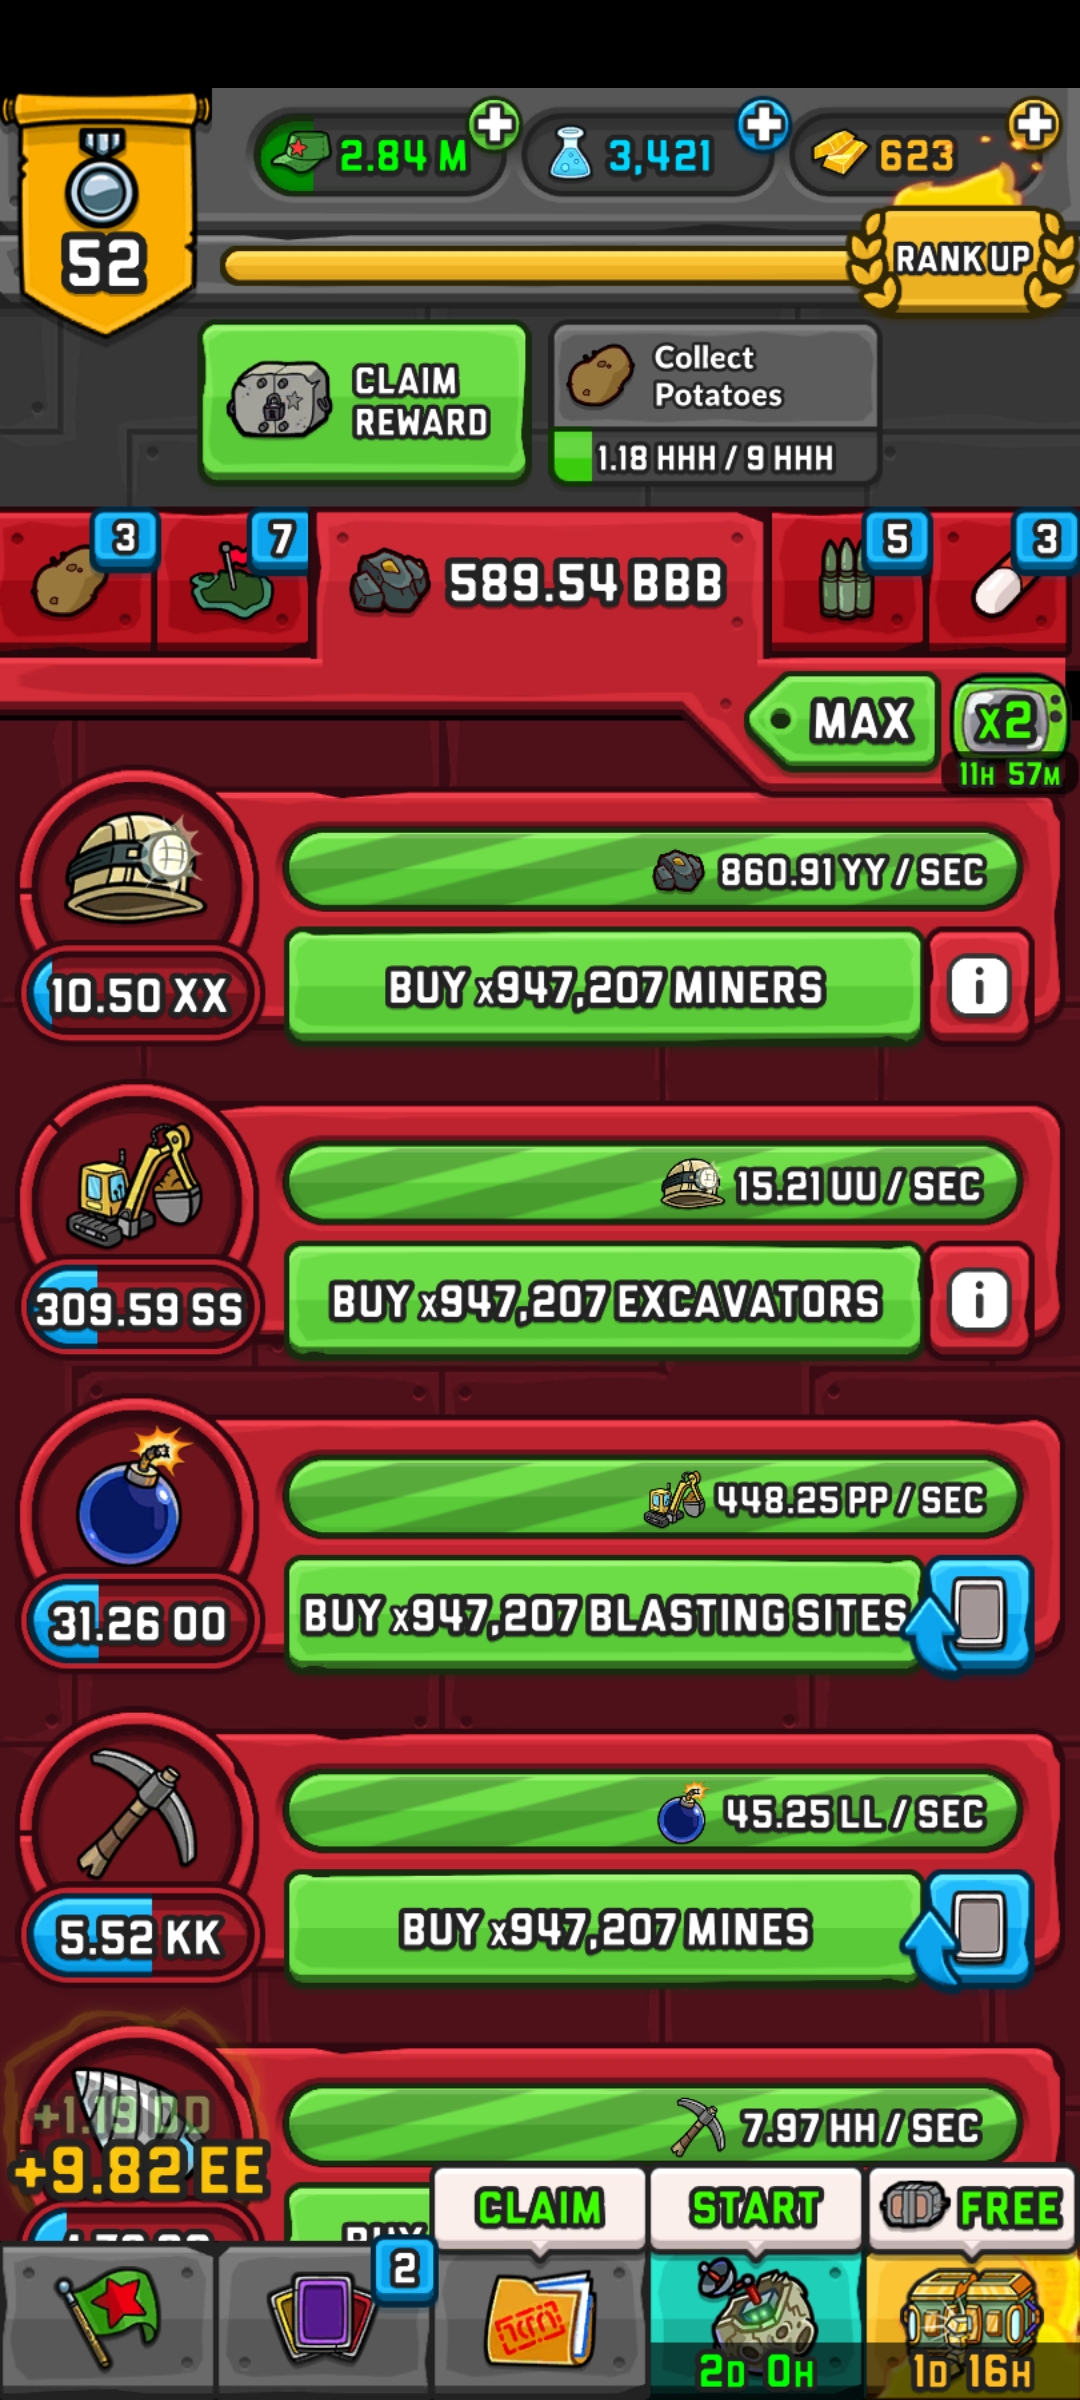 2.84 M
3,421
623
52
RANK UP
CLAIM
REWARD
Collect
Potatoes
1.18 HHH / 9 HHH
3
7
589.54 BBB
5
3
MAX
x2
11H 57M
860.91 YY / SEC
10.50 XX
BUY x947,207 MINERS
i
15.21 UU / SEC
309.59 SS
BUY x947,207 EXCAVATORS
i
448.25 PP / SEC
31.26 OO
BUY x947,207 BLASTING SITES
45.25 LL / SEC
5.52 KK
BUY x947,207 MINES
+1.19 DD
7.97 HH / SEC
+9.82 EE
BUY
CLAIM
START
FREE
2
2D 0H
1D 16H